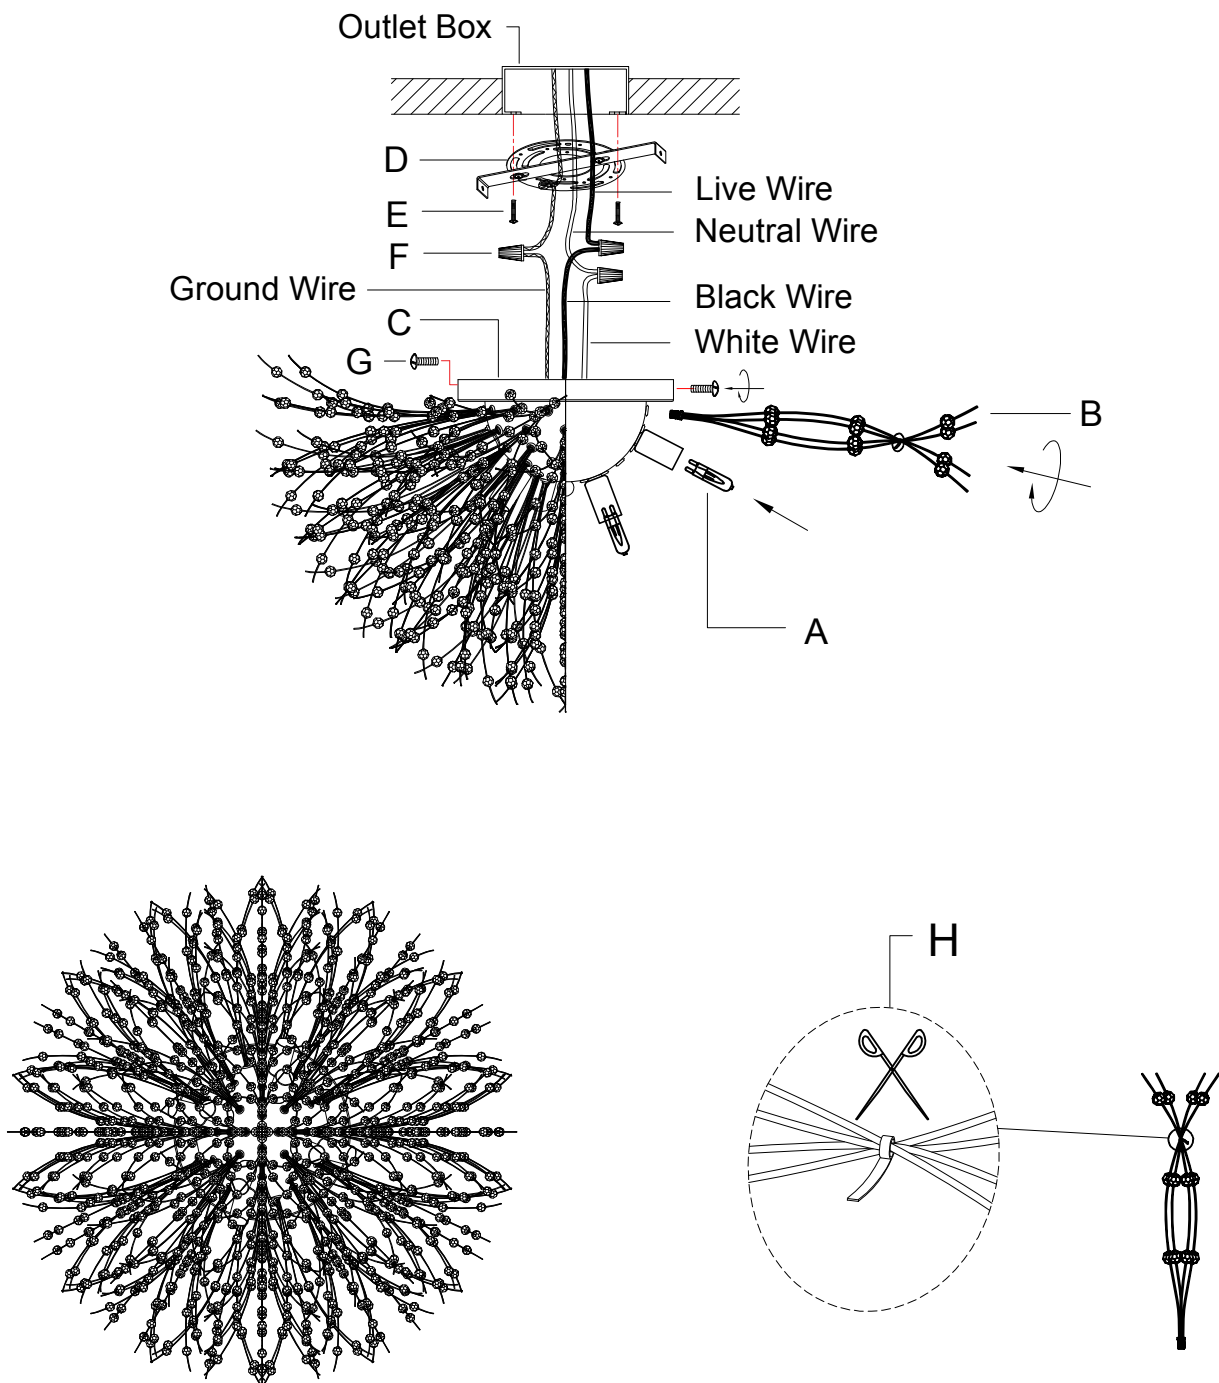 Outlet Box
D
Live Wire
E
Neutral Wire
F
Ground Wire
Black Wire
C
White Wire
G
B
A
H